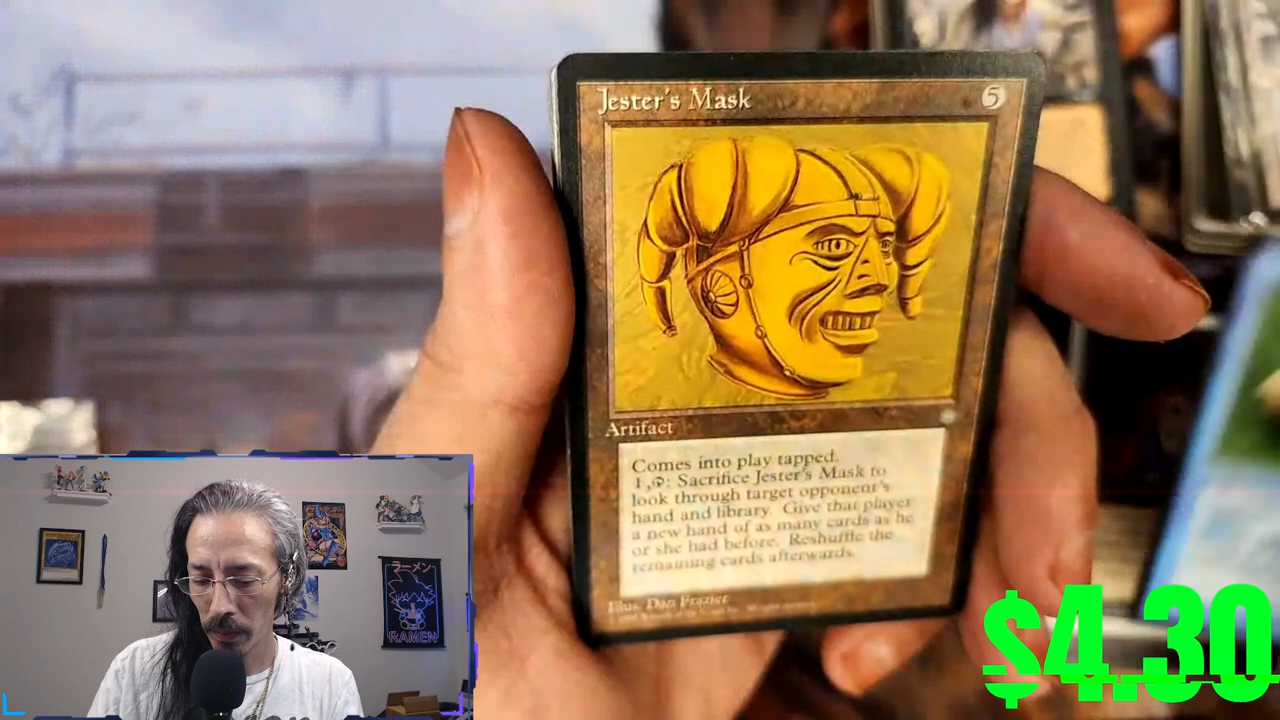 Jester's Mask
5
Artifact
Comes into play tapped.
1,: Sacrifice Jester's Mask to
look through target opponent's
hand and library. Give that player
a new hand of as many cards as he
or she had before. Reshuffle the
remaining cards afterwards.
Illus. Dan Frazier
$4.30
ラーメン
RAMEN